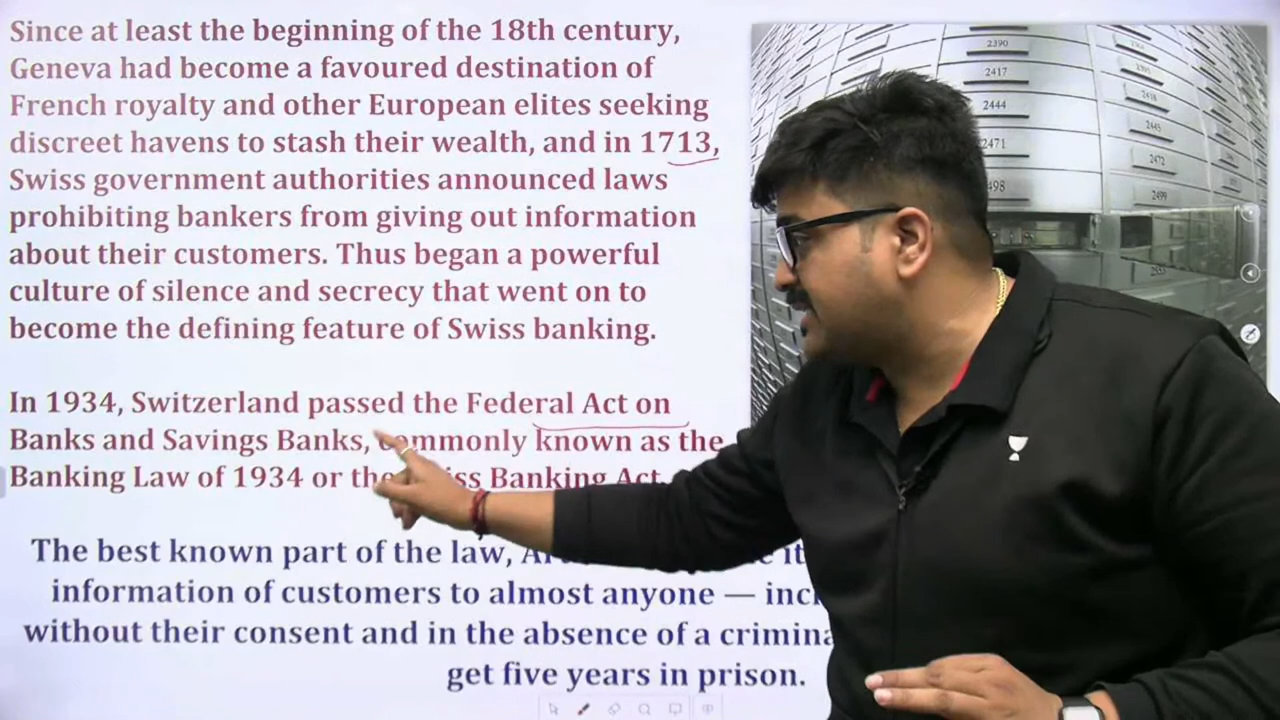 Since at least the beginning of the 18th century,
Geneva had become a favoured destination of
French royalty and other European elites seeking
discreet havens to stash their wealth, and in 1713,
Swiss government authorities announced laws
prohibiting bankers from giving out information
about their customers. Thus began a powerful
culture of silence and secrecy that went on to
become the defining feature of Swiss banking.
In 1934, Switzerland passed the Federal Act on
Banks and Savings Banks, commonly known as the
Banking Law of 1934 or the Swiss Banking Act.
The best known part of the law,
information of customers to almost anyone —
without their consent and in the absence of a
get five years in prison.
2390
2417
2444
2471
2472
2499